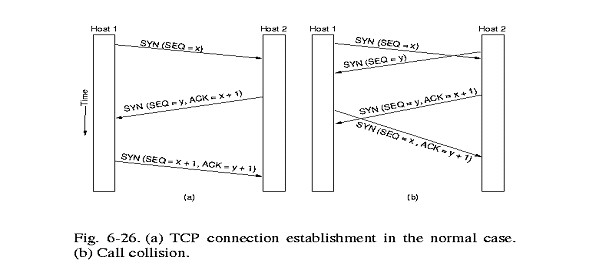 Host 1
Host 2
SYN (SEQ = x)
SYN (SEQ = y, ACK = x + 1)
SYN (SEQ = x + 1, ACK = y + 1)
Time
(a)
Host 1
Host 2
SYN (SEQ = x)
SYN (SEQ = y)
SYN (SEQ = y, ACK = x + 1)
SYN (SEQ = x , ACK = y + 1)
(b)
Fig. 6-26. (a) TCP connection establishment in the normal case.
(b) Call collision.